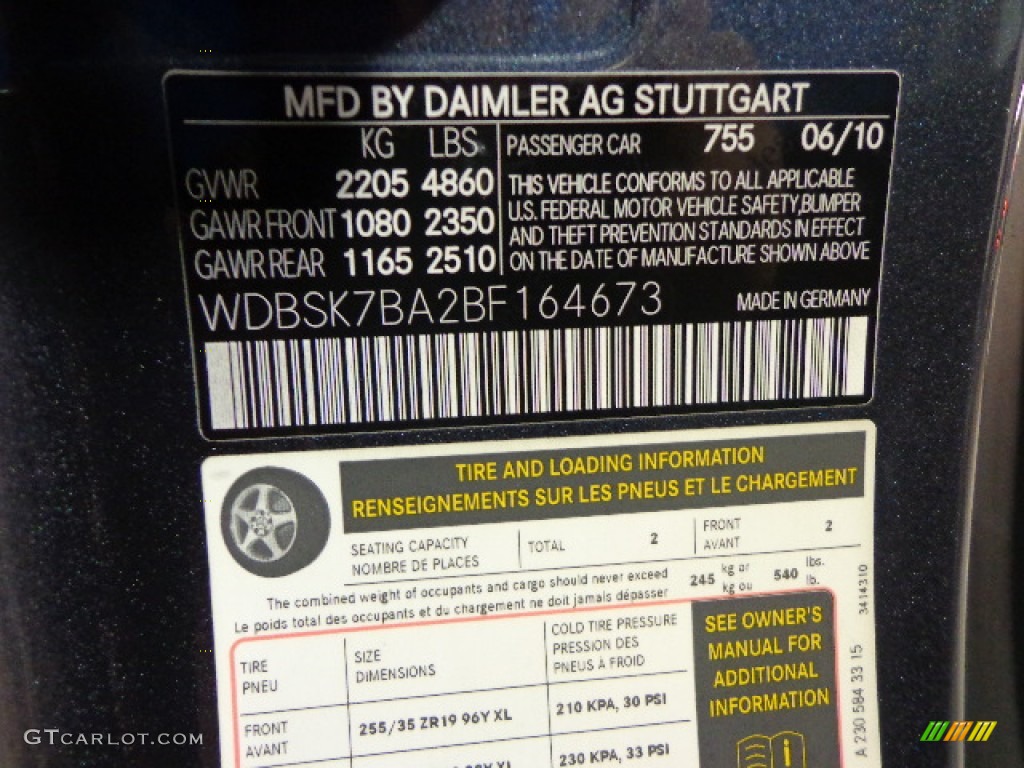 MFD BY DAIMLER AG STUTTGART
KG LBS
GVWR 2205 4860
GAWR FRONT 1080 2350
GAWR REAR 1165 2510
PASSENGER CAR 755 06/10
THIS VEHICLE CONFORMS TO ALL APPLICABLE
U.S. FEDERAL MOTOR VEHICLE SAFETY,BUMPER
AND THEFT PREVENTION STANDARDS IN EFFECT
ON THE DATE OF MANUFACTURE SHOWN ABOVE
WDBSK7BA2BF164673 MADE IN GERMANY
TIRE AND LOADING INFORMATION
RENSEIGNEMENTS SUR LES PNEUS ET LE CHARGEMENT
SEATING CAPACITY
NOMBRE DE PLACES
TOTAL 2
FRONT
AVANT
2
The combined weight of occupants and cargo should never exceed
Le poids total des occupants et du chargement ne doit jamais dépasser
245 kg or
kg ou
540 lbs.
lb.
TIRE
PNEU
SIZE
DIMENSIONS
COLD TIRE PRESSURE
PRESSION DES
PNEUS À FROID
FRONT
AVANT
255/35 ZR19 96Y XL
210 KPA, 30 PSI
230 KPA, 33 PSI
SEE OWNER'S
MANUAL FOR
ADDITIONAL
INFORMATION
3414310
A 230 584 33 15
GTCARLOT.COM